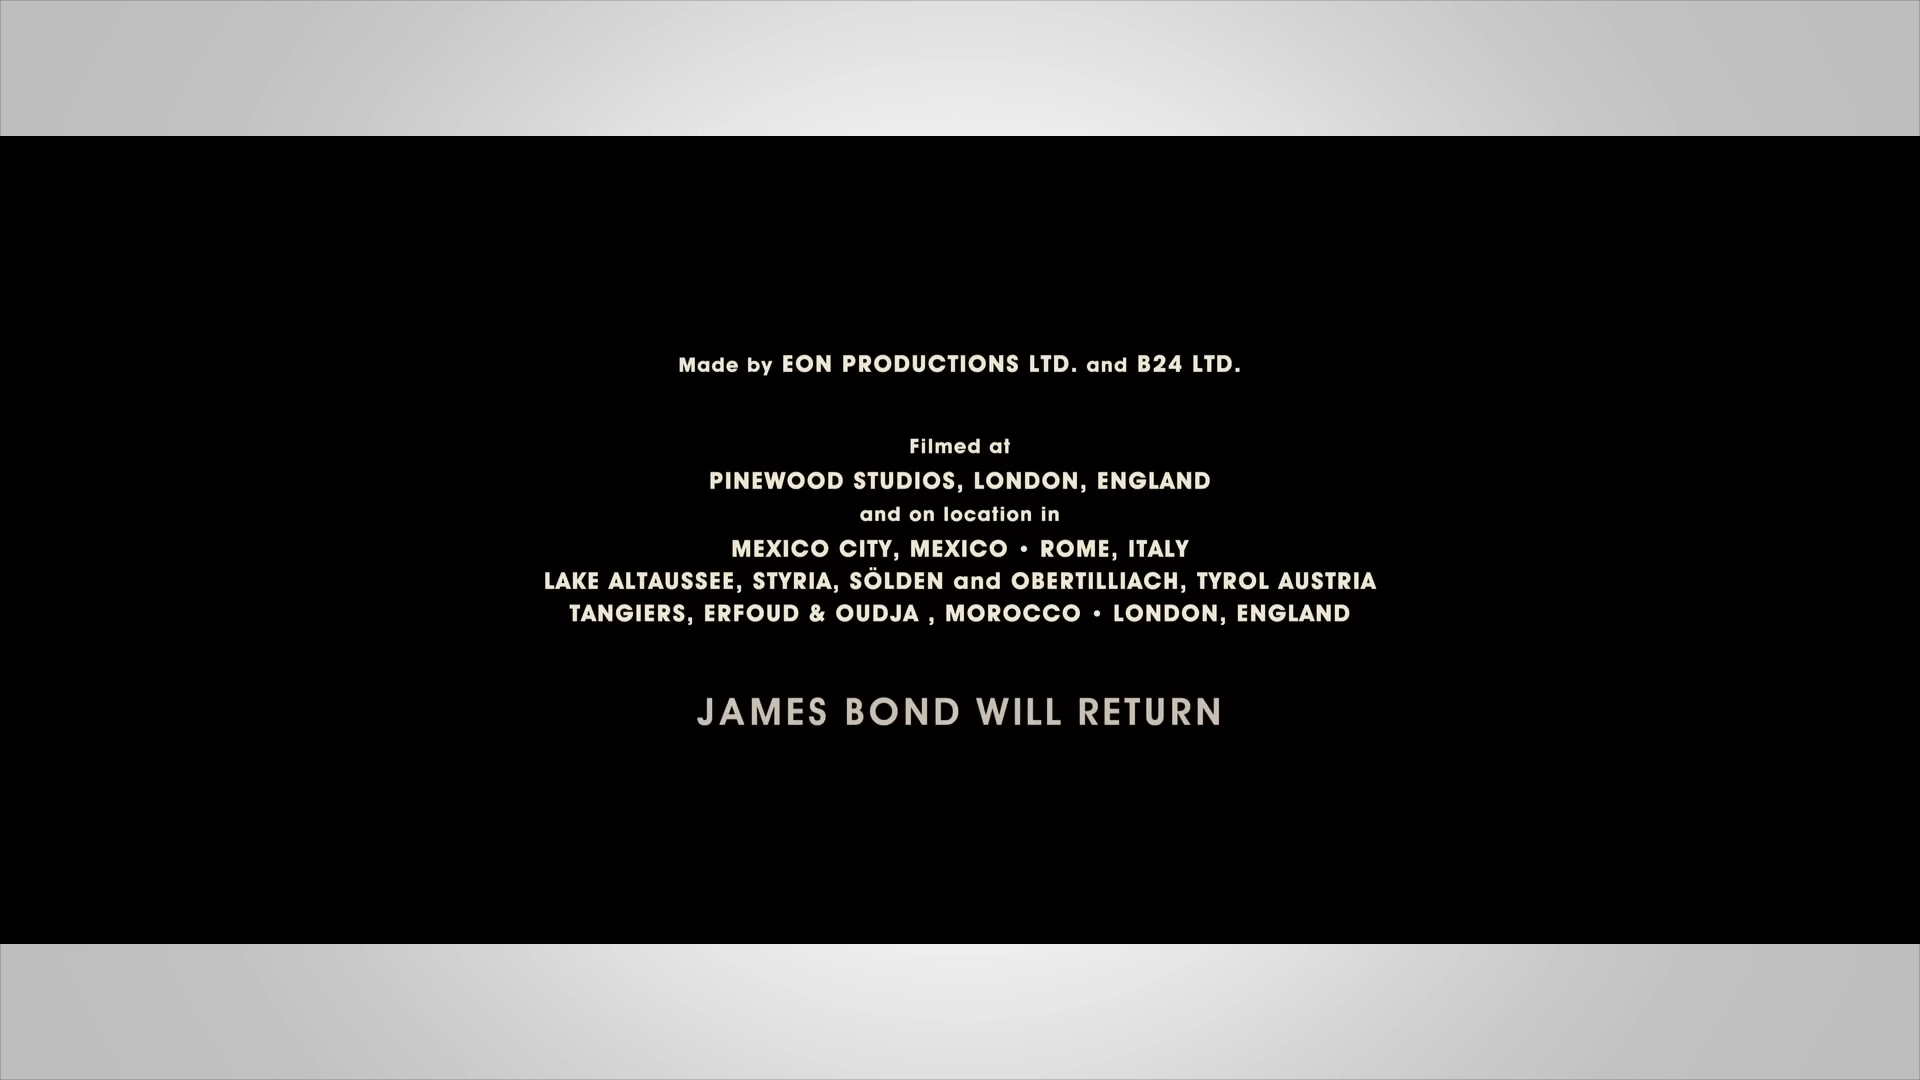 Made by EON PRODUCTIONS LTD. and B24 LTD.
Filmed at
PINEWOOD STUDIOS, LONDON, ENGLAND
and on location in
MEXICO CITY, MEXICO • ROME, ITALY
LAKE ALTAUSSEE, STYRIA, SÖLDEN and OBERTILLIACH, TYROL AUSTRIA
TANGIERS, ERFOUD & OUDJA , MOROCCO • LONDON, ENGLAND
JAMES BOND WILL RETURN